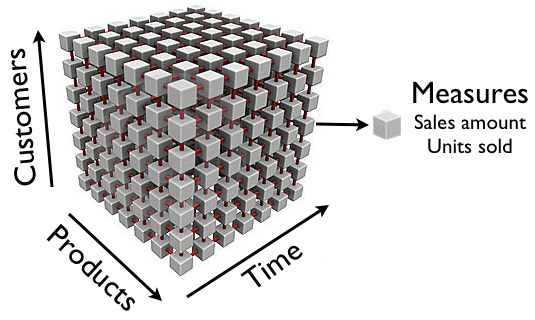 Customers
Products
Time
Measures
Sales amount
Units sold